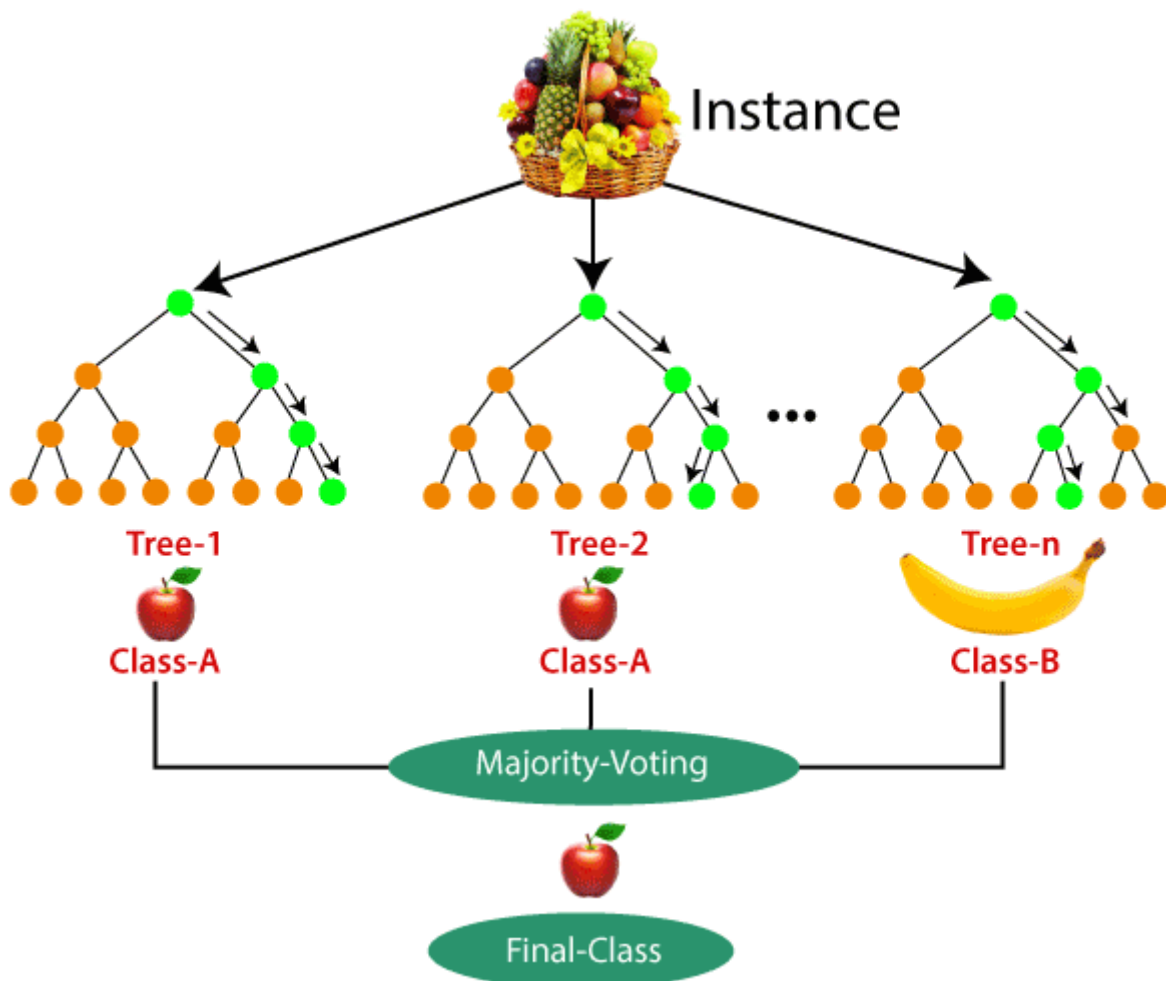 Instance
...
Tree-1
Tree-2
Tree-n
Class-A
Class-A
Class-B
Majority-Voting
Final-Class